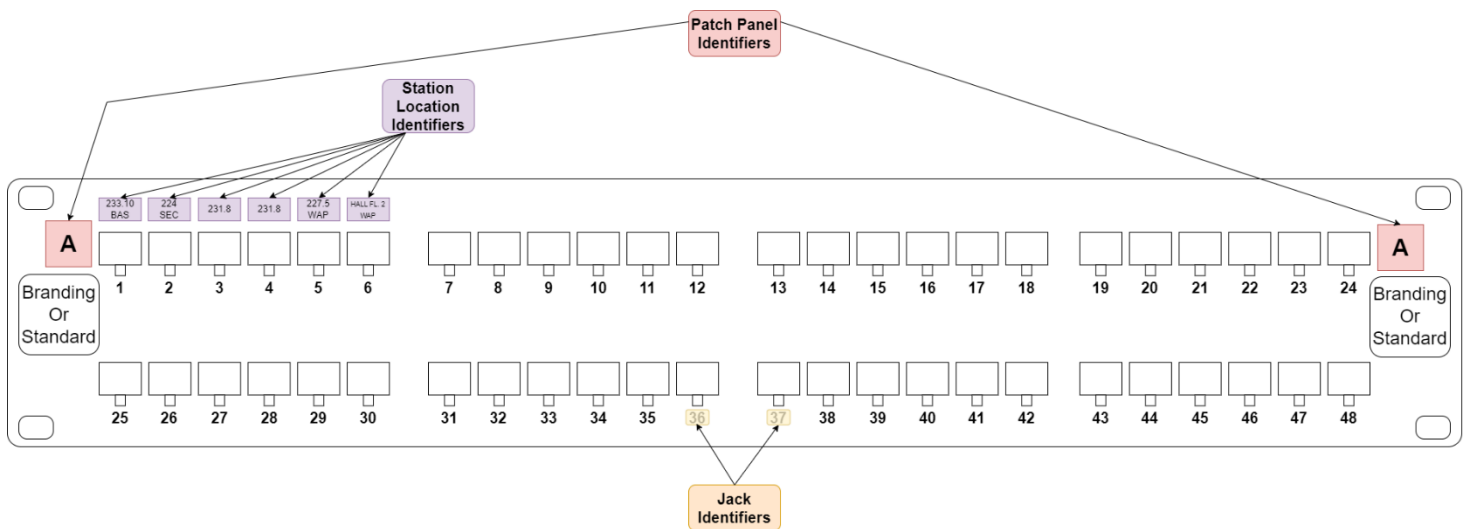 Patch Panel
Identifiers
Station
Location
Identifiers
233.10
BAS
224
SEC
231.8
231.8
227.5
WAP
HALL FL. 2
WAP
A
A
1 2 3 4 5 6 7 8 9 10 11 12 13 14 15 16 17 18 19 20 21 22 23 24
Branding
Or
Standard
Branding
Or
Standard
25 26 27 28 29 30 31 32 33 34 35 36 37 38 39 40 41 42 43 44 45 46 47 48
Jack
Identifiers